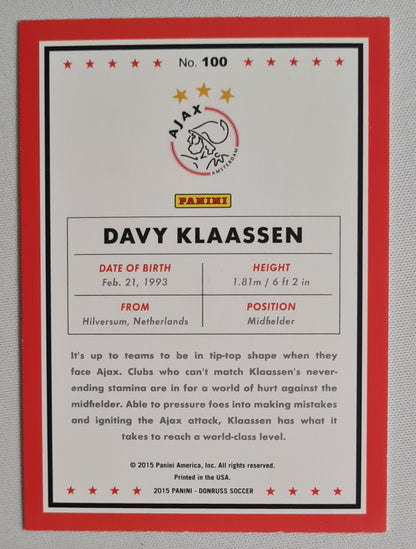 No. 100
AJAX
AMSTERDAM
PANINI
DAVY KLAASSEN
DATE OF BIRTH
Feb. 21, 1993
HEIGHT
1.81m / 6 ft 2 in
FROM
Hilversum, Netherlands
POSITION
Midfielder
It's up to teams to be in tip-top shape when they
face Ajax. Clubs who can't match Klaassen's never-
ending stamina are in for a world of hurt against the
midfielder. Able to pressure foes into making mistakes
and igniting the Ajax attack, Klaassen has what it
takes to reach a world-class level.
© 2015 Panini America, Inc. All rights reserved.
Printed in the USA.
2015 PANINI - DONRUSS SOCCER